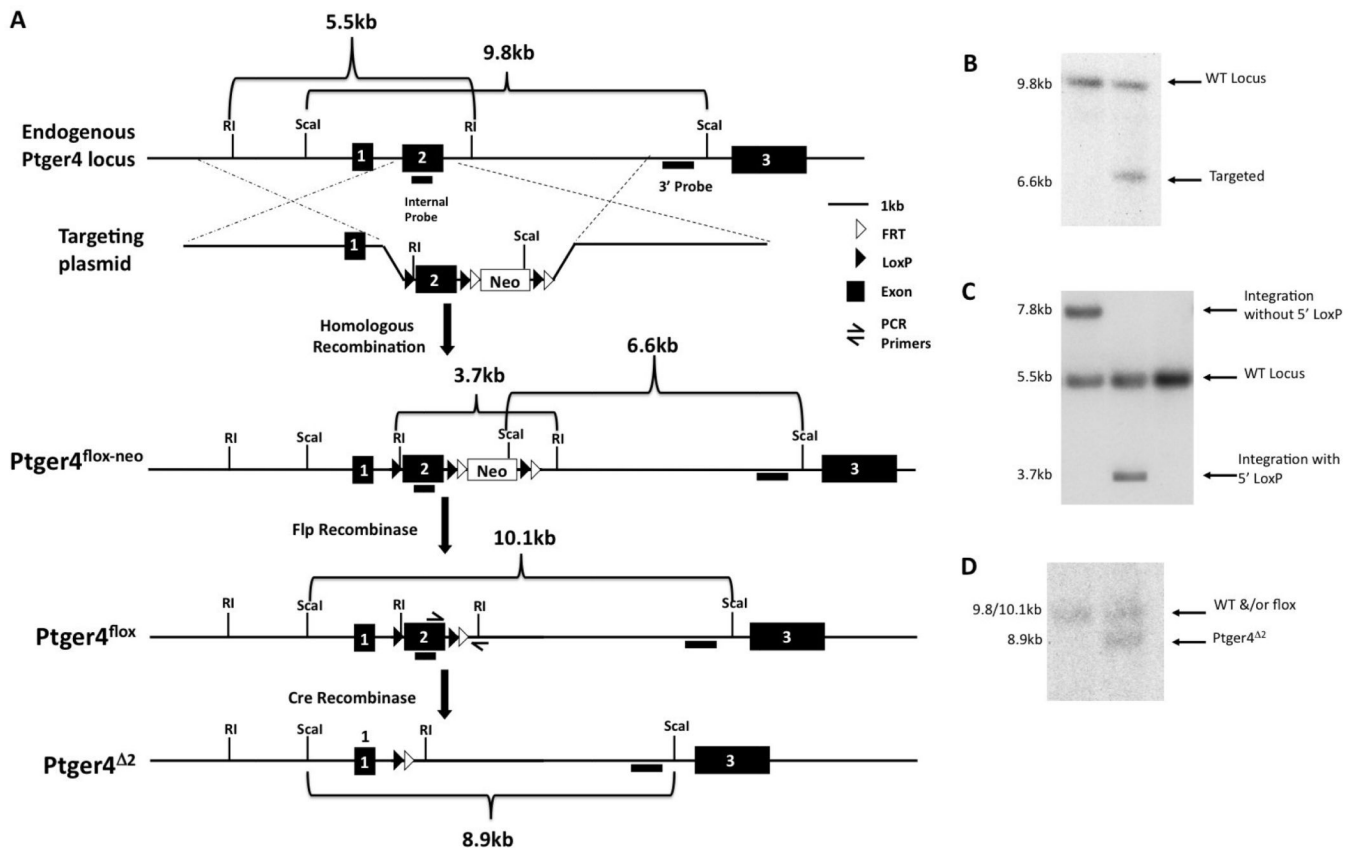 A
5.5kb
9.8kb
RI
ScaI
RI
ScaI
Endogenous
Ptger4 locus
1
2
3
Internal
Probe
3' Probe
Targeting
plasmid
1
RI
2
Neo
ScaI
1kb
FRT
LoxP
Exon
PCR
Primers
Homologous
Recombination
3.7kb
6.6kb
Ptger4flox-neo
RI
ScaI
RI
ScaI
RI
ScaI
1
2
Neo
3
Flp Recombinase
10.1kb
Ptger4flox
RI
ScaI
RI
RI
ScaI
1
2
3
Cre Recombinase
Ptger4Δ2
RI
ScaI
1
RI
ScaI
1
3
8.9kb
B
9.8kb
WT Locus
6.6kb
Targeted
C
7.8kb
Integration
without 5' LoxP
5.5kb
WT Locus
3.7kb
Integration with
5' LoxP
D
9.8/10.1kb
WT &/or flox
8.9kb
Ptger4Δ2